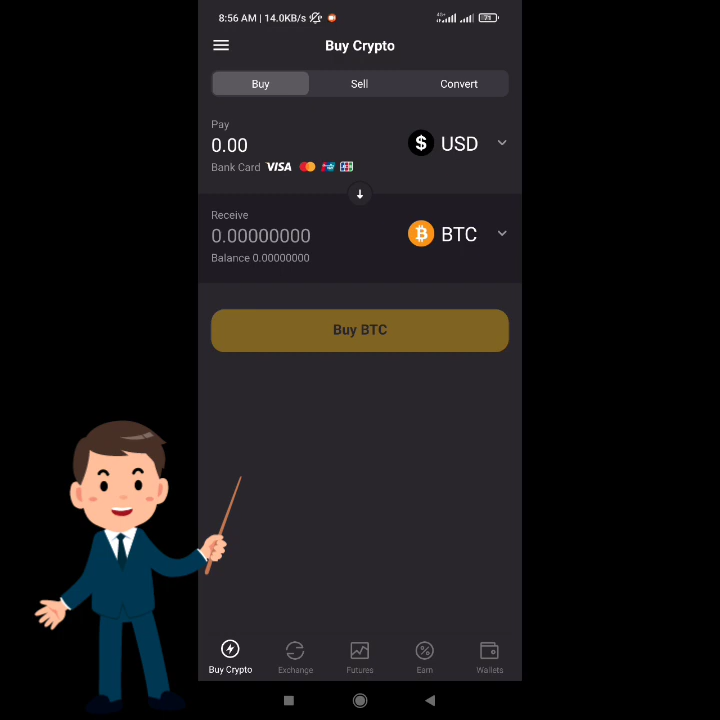 8:56 AM | 14.0KB/s
Buy Crypto
Buy Sell Convert
Pay
0.00
$ USD
Bank Card VISA
Receive
0.00000000
BTC
Balance 0.00000000
Buy BTC
Buy Crypto Exchange Futures Earn Wallets